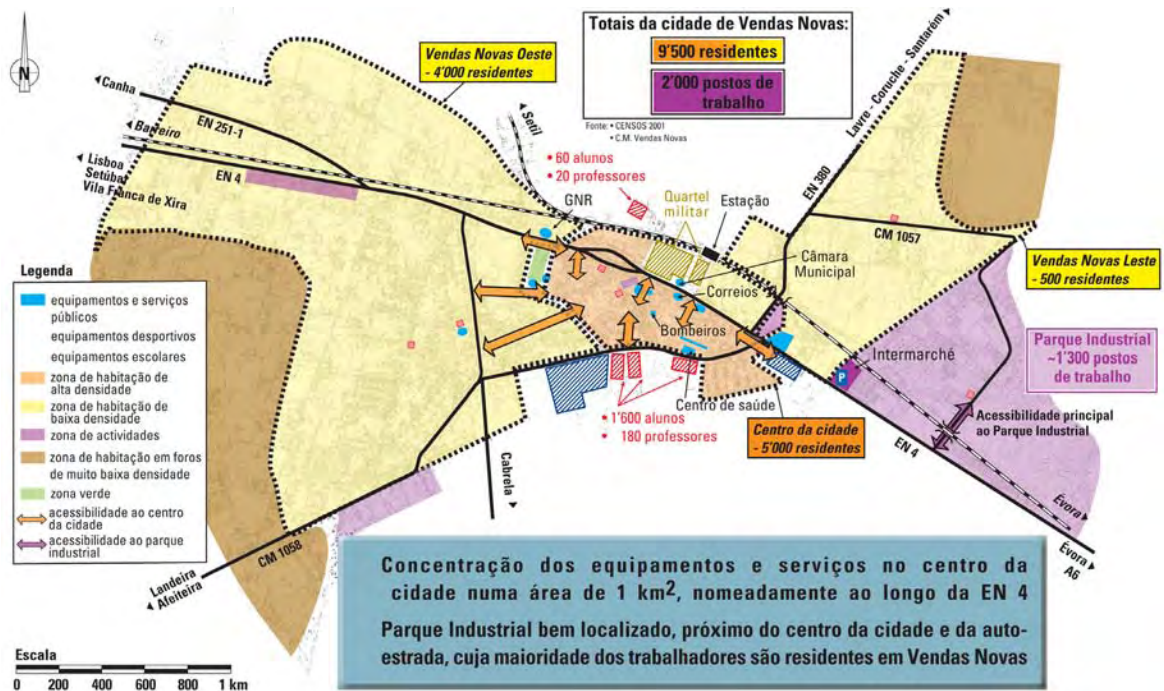 N
Totais da cidade de Vendas Novas:
9'500 residentes
2'000 postos de
trabalho
Fonte: • CENSOS 2001
• C.M. Vendas Novas
Vendas Novas Oeste
- 4'000 residentes
Canha
EN 251-1
Barreiro
Lisboa
Setúbal
Vila Franca de Xira
EN 4
Setil
• 60 alunos
• 20 professores
GNR
Quartel
militar
Estação
Câmara
Municipal
Correios
Bombeiros
Lavre - Coruche - Santarém
EN 380
CM 1057
Vendas Novas Leste
- 500 residentes
Parque Industrial
~1'300 postos
de trabalho
Intermarché
P
Acessibilidade principal
ao Parque Industrial
Centro de saúde
• 1'600 alunos
• 180 professores
Centro da cidade
- 5'000 residentes
EN 4
Évora
Évora
A6
Cabrela
CM 1058
Landeira
Afeiteira
Legenda
equipamentos e serviços
públicos
equipamentos desportivos
equipamentos escolares
zona de habitação de
alta densidade
zona de habitação de
baixa densidade
zona de actividades
zona de habitação em foros
de muito baixa densidade
zona verde
acessibilidade ao centro
da cidade
acessibilidade ao parque
industrial
Concentração dos equipamentos e serviços no centro da
cidade numa área de 1 km², nomeadamente ao longo da EN 4
Parque Industrial bem localizado, próximo do centro da cidade e da auto-
estrada, cuja maioridade dos trabalhadores são residentes em Vendas Novas
Escala
0 200 400 600 800 1 km